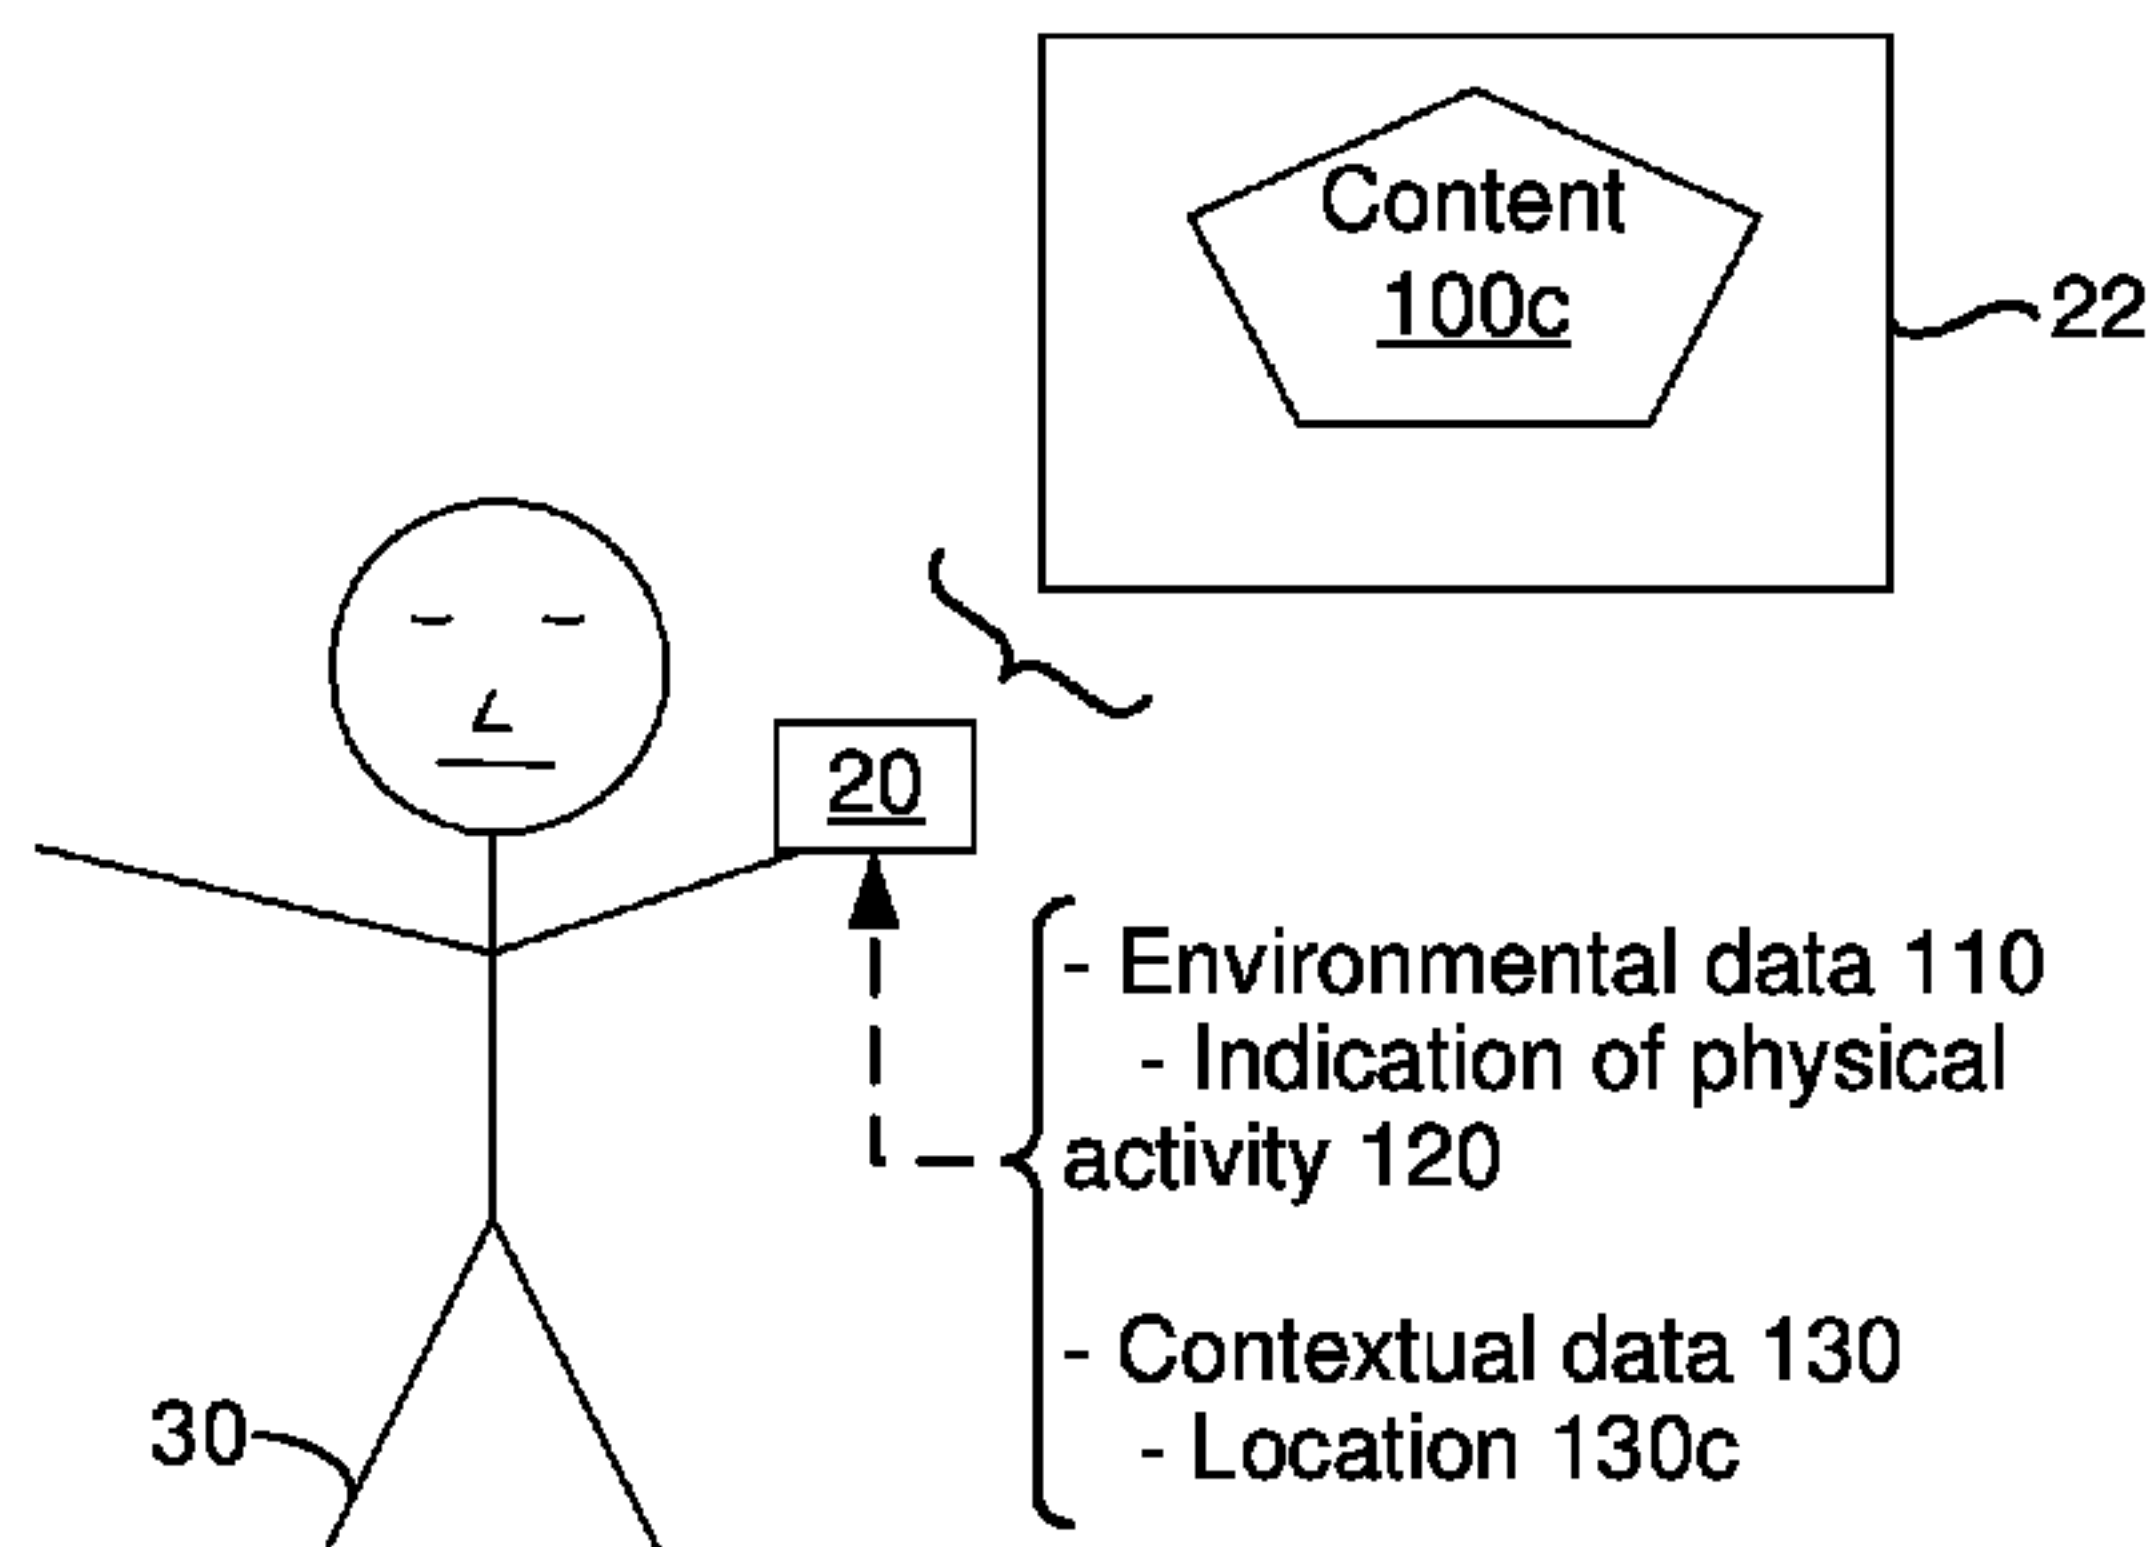 Content
100c
22
20
- Environmental data 110
- Indication of physical
activity 120
- Contextual data 130
- Location 130c
30